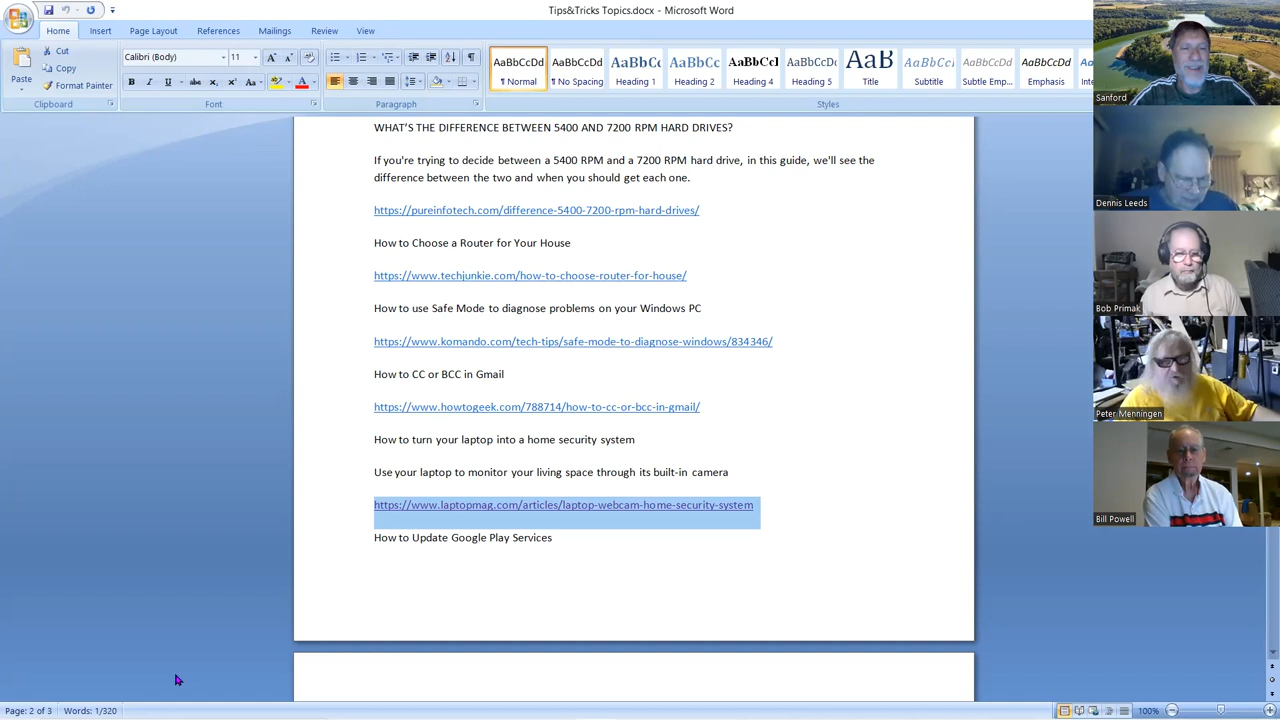 Tips&Tricks Topics.docx - Microsoft Word
Home Insert Page Layout References Mailings Review View
Paste Cut Copy Format Painter
Calibri (Body) 11
AaBbCcDd AaBbCcDd AaBbCc AaBbCc AaBbCcI AaBbCcDc AaB AaBbCc. AaBbCcDd AaBbCcDd
¶ Normal ¶ No Spacing Heading 1 Heading 2 Heading 4 Heading 5 Title Subtitle Subtle Emp... Emphasis
Clipboard Font Paragraph Styles
WHAT'S THE DIFFERENCE BETWEEN 5400 AND 7200 RPM HARD DRIVES?
If you're trying to decide between a 5400 RPM and a 7200 RPM hard drive, in this guide, we'll see the
difference between the two and when you should get each one.
https://pureinfotech.com/difference-5400-7200-rpm-hard-drives/
How to Choose a Router for Your House
https://www.techjunkie.com/how-to-choose-router-for-house/
How to use Safe Mode to diagnose problems on your Windows PC
https://www.komando.com/tech-tips/safe-mode-to-diagnose-windows/834346/
How to CC or BCC in Gmail
https://www.howtogeek.com/788714/how-to-cc-or-bcc-in-gmail/
How to turn your laptop into a home security system
Use your laptop to monitor your living space through its built-in camera
https://www.laptopmag.com/articles/laptop-webcam-home-security-system
How to Update Google Play Services
Page: 2 of 3 Words: 1/320
100%
Sanford
Dennis Leeds
Bob Primak
Peter Menningen
Bill Powell